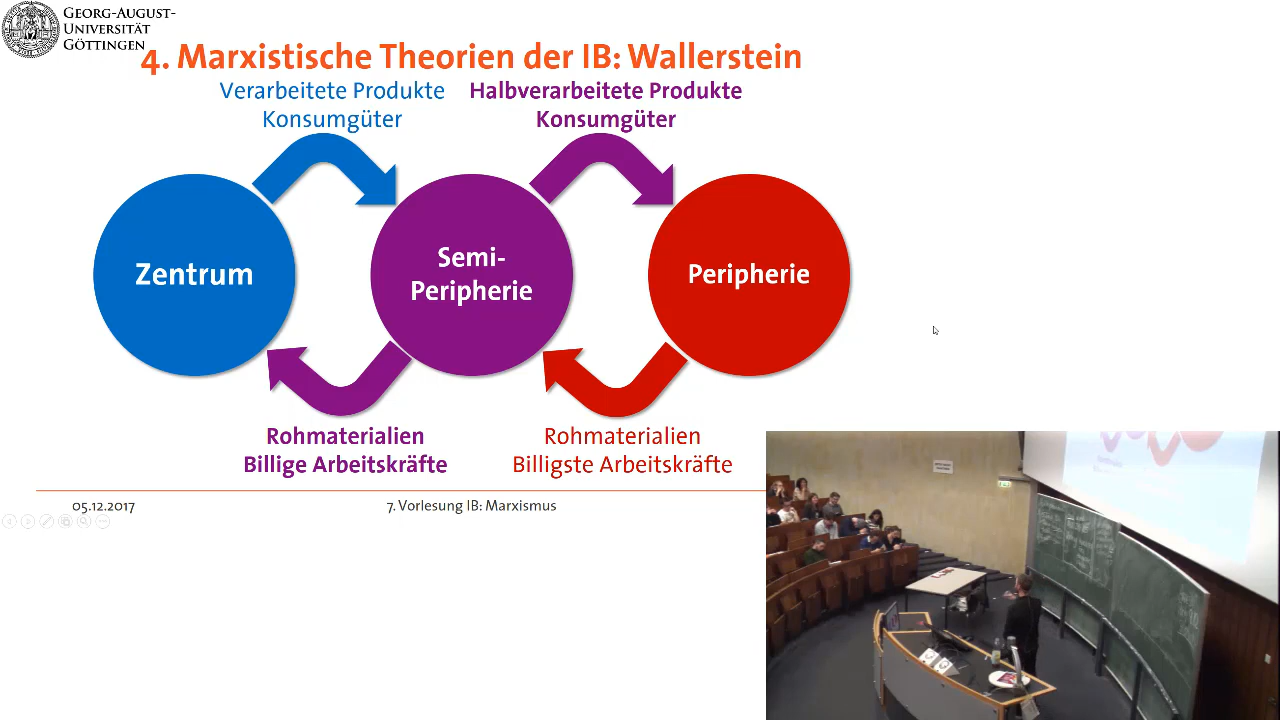 GEORG-AUGUST-
UNIVERSITÄT
GÖTTINGEN
4. Marxistische Theorien der IB: Wallerstein
Verarbeitete Produkte
Konsumgüter
Halbverarbeitete Produkte
Konsumgüter
Zentrum
Semi-
Peripherie
Peripherie
Rohmaterialien
Billige Arbeitskräfte
Rohmaterialien
Billigste Arbeitskräfte
05.12.2017
7. Vorlesung IB: Marxismus